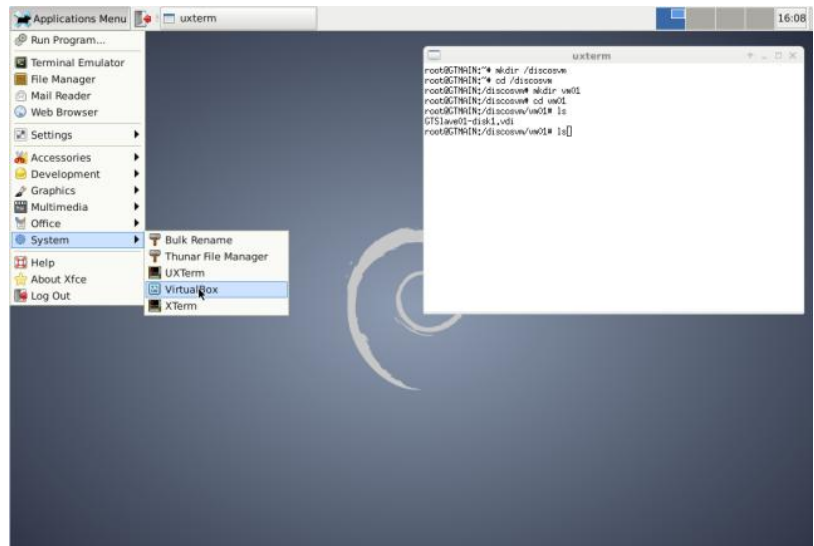 Applications Menu
uxterm
16:08
Run Program...
Terminal Emulator
File Manager
Mail Reader
Web Browser
Settings
Accessories
Development
Graphics
Multimedia
Office
System
Help
About Xfce
Log Out
Bulk Rename
Thunar File Manager
UXTerm
VirtualBox
XTerm
uxterm
root@GTMAIN:~# mkdir /discosvm
root@GTMAIN:~# cd /discosvm
root@GTMAIN:/discosvm# mkdir vm01
root@GTMAIN:/discosvm# cd vm01
root@GTMAIN:/discosvm/vm01# ls
GTSlave01-disk1.vdi
root@GTMAIN:/discosvm/vm01# ls